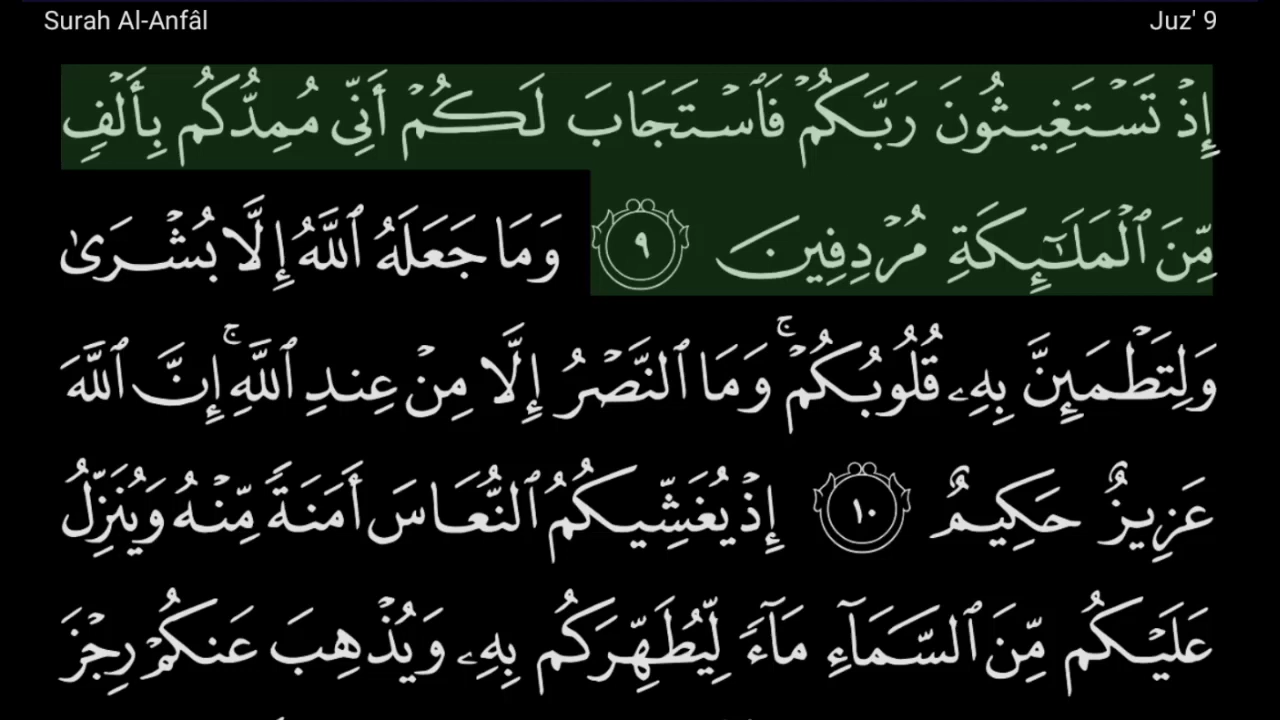 Surah Al-Anfâl Juz' 9
إِذۡ تَسۡتَغِيثُونَ رَبَّكُمۡ فَٱسۡتَجَابَ لَكُمۡ أَنِّي مُمِدُّكُم بِأَلۡفٖ
مِّنَ ٱلۡمَلَٰٓئِكَةِ مُرۡدِفِينَ ٩ وَمَا جَعَلَهُ ٱللَّهُ إِلَّا بُشۡرَىٰ
وَلِتَطۡمَئِنَّ بِهِۦ قُلُوبُكُمۡۚ وَمَا ٱلنَّصۡرُ إِلَّا مِنۡ عِندِ ٱللَّهِۚ إِنَّ ٱللَّهَ
عَزِيزٌ حَكِيمٌ ١٠ إِذۡ يُغَشِّيكُمُ ٱلنُّعَاسَ أَمَنَةٗ مِّنۡهُ وَيُنَزِّلُ
عَلَيۡكُم مِّنَ ٱلسَّمَآءِ مَآءٗ لِّيُطَهِّرَكُم بِهِۦ وَيُذۡهِبَ عَنكُمۡ رِجۡزَ